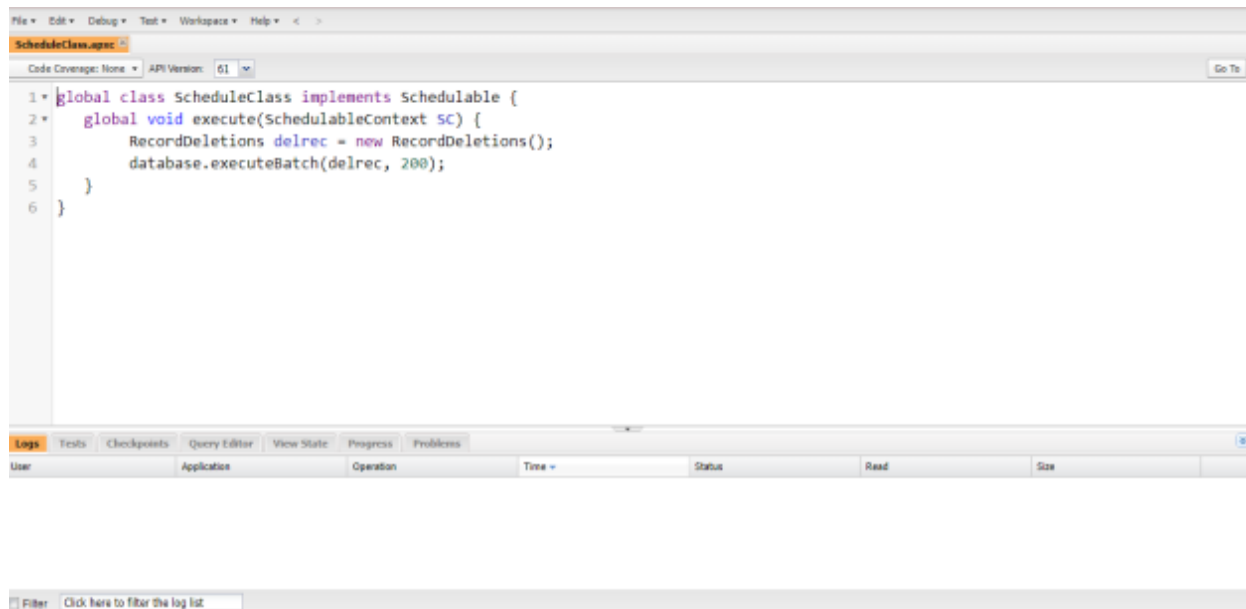 File Edit Debug Test Workspace Help < >
ScheduleClass.apxc
Code Coverage: None API Version: 61 Go To
1 global class ScheduleClass implements Schedulable {
2 global void execute(SchedulableContext SC) {
3 RecordDeletions delrec = new RecordDeletions();
4 database.executeBatch(delrec, 200);
5 }
6 }
Logs Tests Checkpoints Query Editor View State Progress Problems
User Application Operation Time Status Read Size
Filter Click here to filter the log list